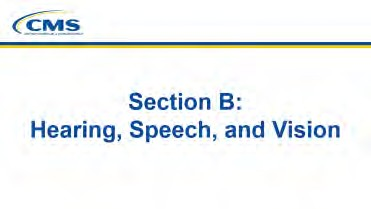 CMS
Section B:
Hearing, Speech, and Vision